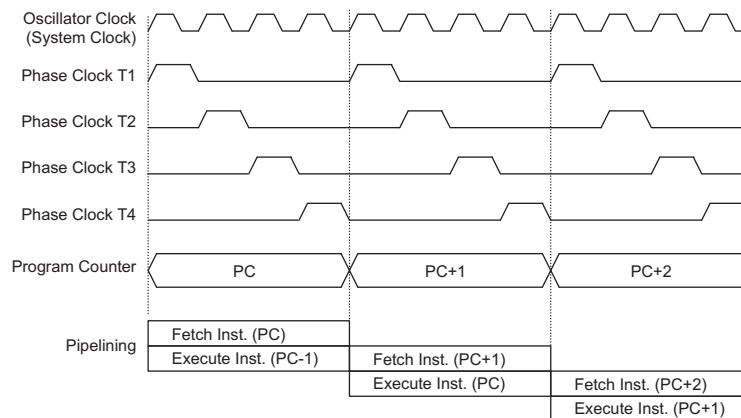 Oscillator Clock
(System Clock)
Phase Clock T1
Phase Clock T2
Phase Clock T3
Phase Clock T4
Program Counter
PC
PC+1
PC+2
Pipelining
Fetch Inst. (PC)
Execute Inst. (PC-1)
Fetch Inst. (PC+1)
Execute Inst. (PC)
Fetch Inst. (PC+2)
Execute Inst. (PC+1)